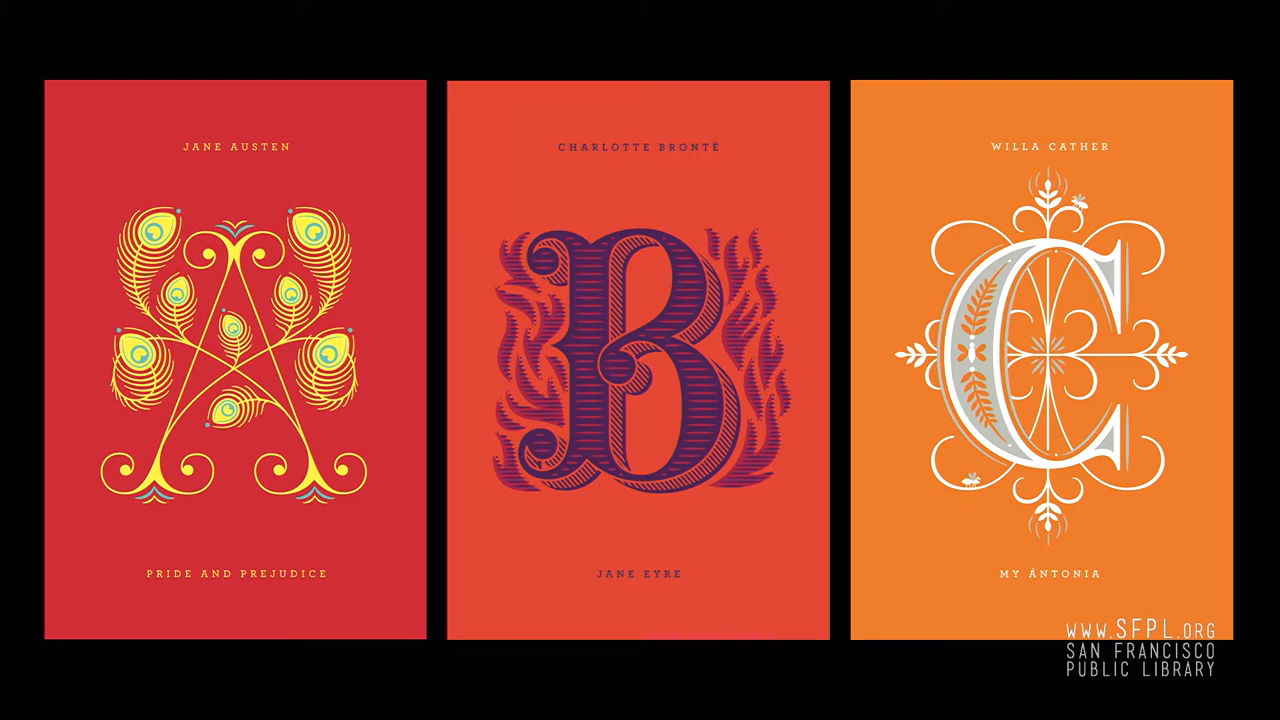 JANE AUSTEN
A
PRIDE AND PREJUDICE
CHARLOTTE BRONTË
B
JANE EYRE
WILLA CATHER
C
MY ÁNTONIA
WWW.SFPL.ORG
SAN FRANCISCO
PUBLIC LIBRARY